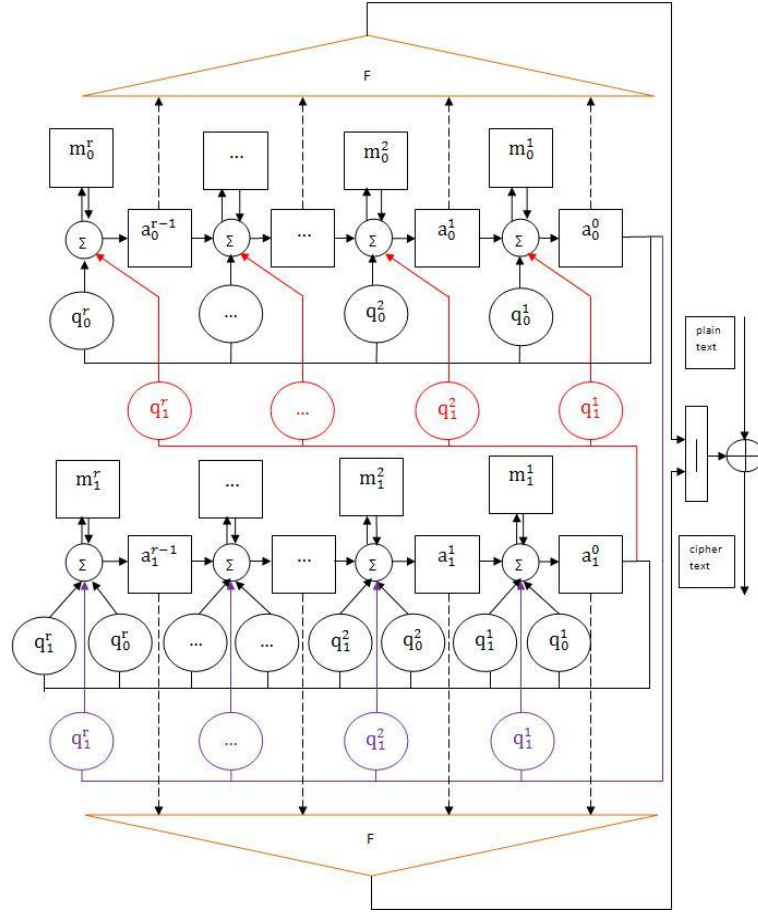 F
m_0^r ... m_0^2 m_0^1
Σ a_0^{r-1} Σ ... Σ a_0^1 Σ a_0^0
q_0^r ... q_0^2 q_0^1
plain
text
q_1^r ... q_1^2 q_1^1
m_1^r ... m_1^2 m_1^1
Σ a_1^{r-1} Σ ... Σ a_1^1 Σ a_1^0
cipher
text
q_1^r q_0^r ... ... q_1^2 q_0^2 q_1^1 q_0^1
q_1^r ... q_1^2 q_1^1
F